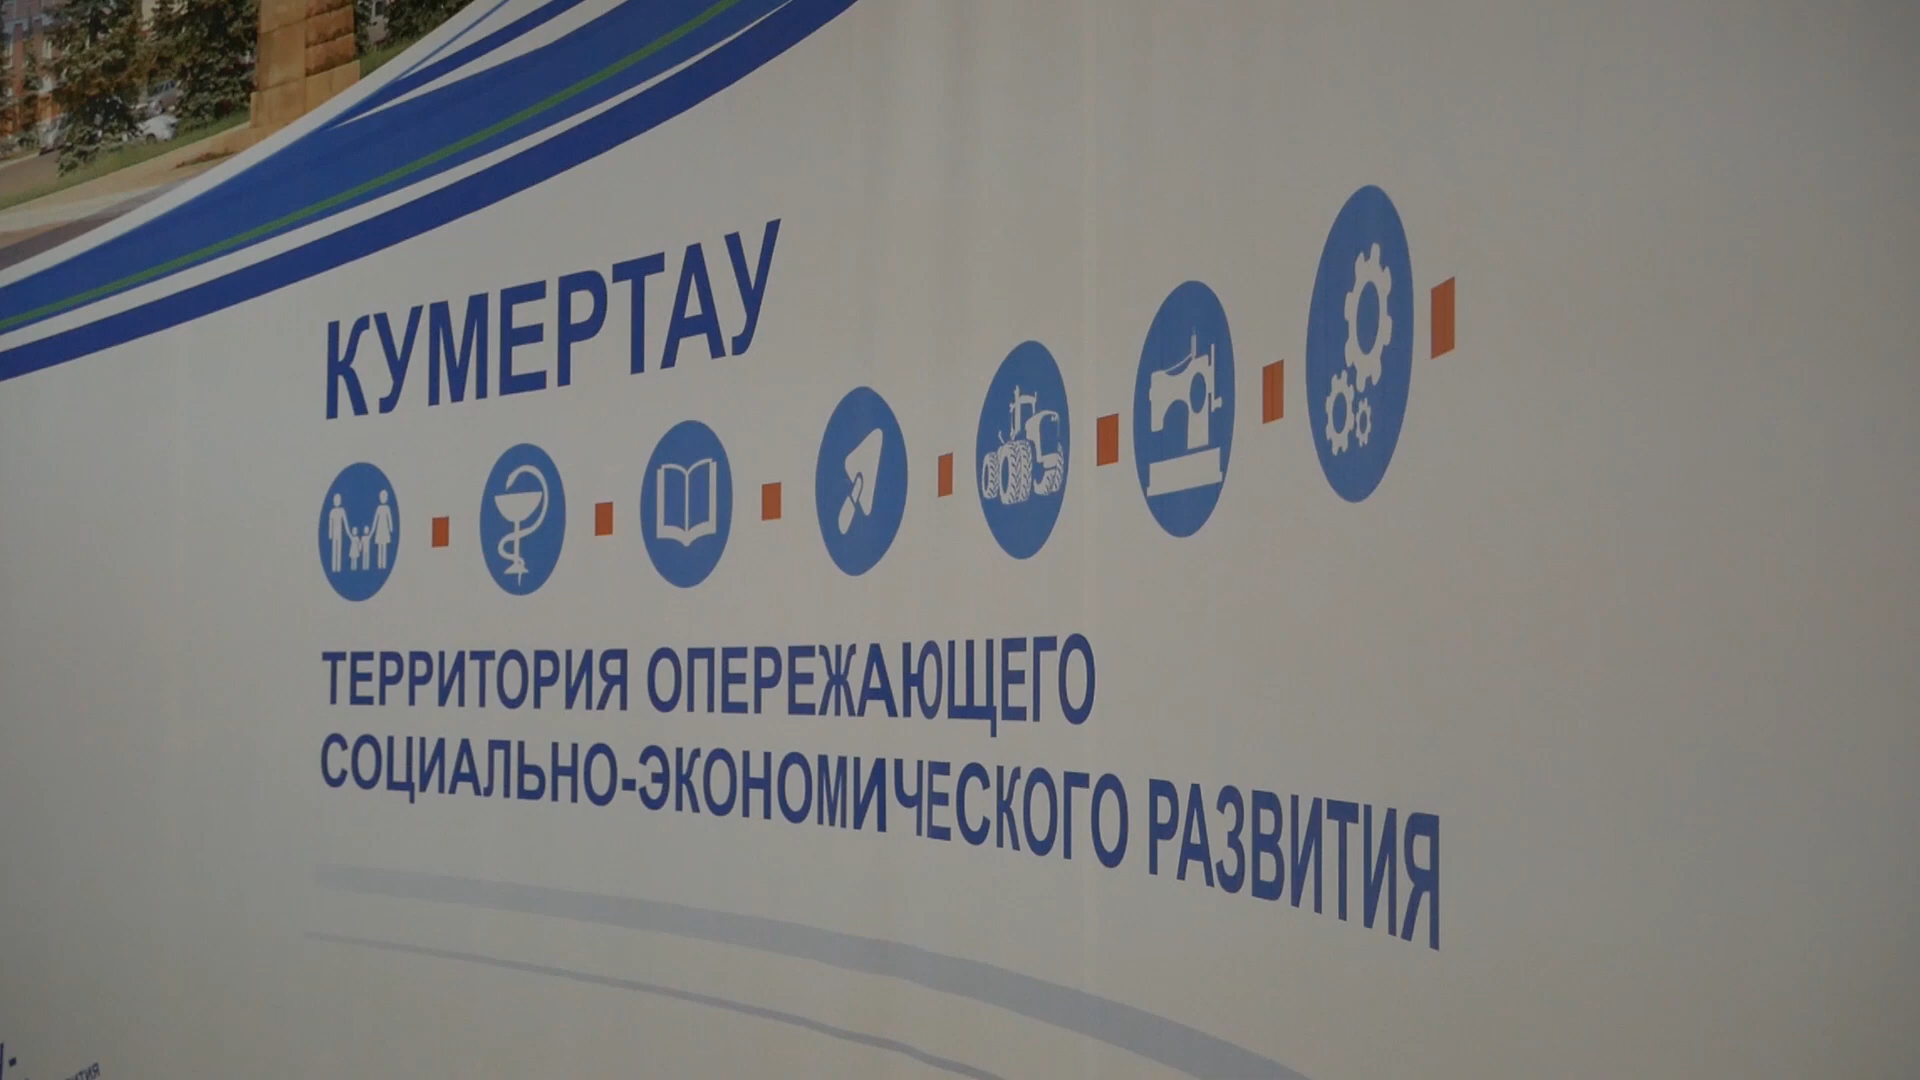 КУМЕРТАУ
ТЕРРИТОРИЯ ОПЕРЕЖАЮЩЕГО
СОЦИАЛЬНО-ЭКОНОМИЧЕСКОГО РАЗВИТИЯ